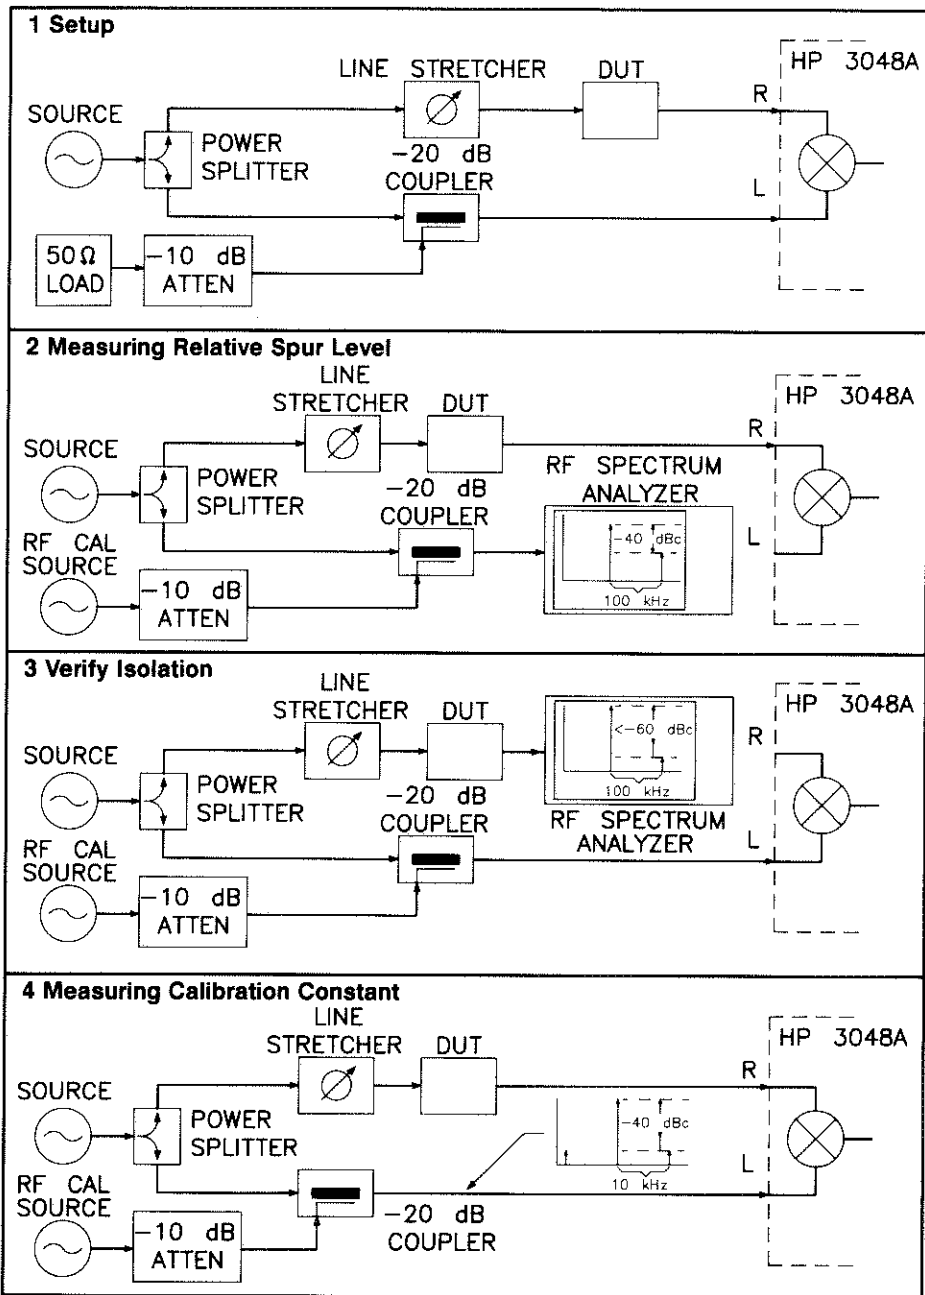 1 Setup
HP 3048A
LINE STRETCHER
DUT
R
SOURCE
POWER
SPLITTER
-20 dB
COUPLER
L
50Ω
LOAD
-10 dB
ATTEN
2 Measuring Relative Spur Level
LINE
STRETCHER
DUT
HP 3048A
R
SOURCE
POWER
SPLITTER
-20 dB
COUPLER
RF SPECTRUM
ANALYZER
-40 dBc
100 kHz
L
RF CAL
SOURCE
-10 dB
ATTEN
3 Verify Isolation
LINE
STRETCHER
DUT
<-60 dBc
100 kHz
HP 3048A
R
SOURCE
POWER
SPLITTER
-20 dB
COUPLER
RF SPECTRUM
ANALYZER
L
RF CAL
SOURCE
-10 dB
ATTEN
4 Measuring Calibration Constant
LINE
STRETCHER
DUT
HP 3048A
R
SOURCE
POWER
SPLITTER
-40 dBc
10 kHz
L
RF CAL
SOURCE
-20 dB
COUPLER
-10 dB
ATTEN